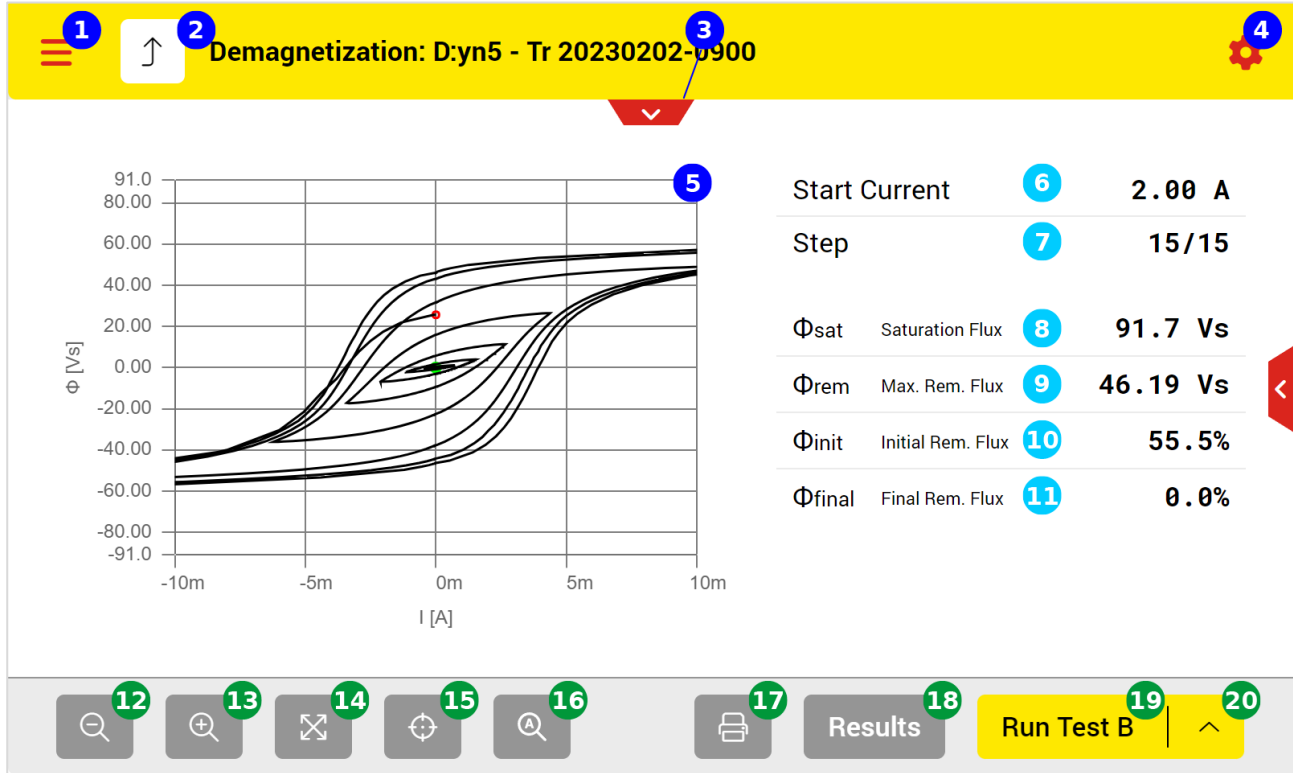 1
2
3
4
Demagnetization: D:yn5 - Tr 20230202-0900
5
91.0
80.00
60.00
40.00
20.00
0.00
-20.00
-40.00
-60.00
-80.00
-91.0
Φ [Vs]
-10m -5m 0m 5m 10m
I [A]
Start Current 6 2.00 A
Step 7 15/15
Φsat Saturation Flux 8 91.7 Vs
Φrem Max. Rem. Flux 9 46.19 Vs
Φinit Initial Rem. Flux 10 55.5%
Φfinal Final Rem. Flux 11 0.0%
12 13 14 15 16 17 18 19 20
A
Results
Run Test B